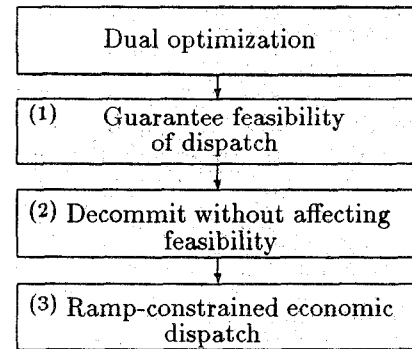 Dual optimization
(1) Guarantee feasibility
of dispatch
(2) Decommit without affecting
feasibility
(3) Ramp-constrained economic
dispatch